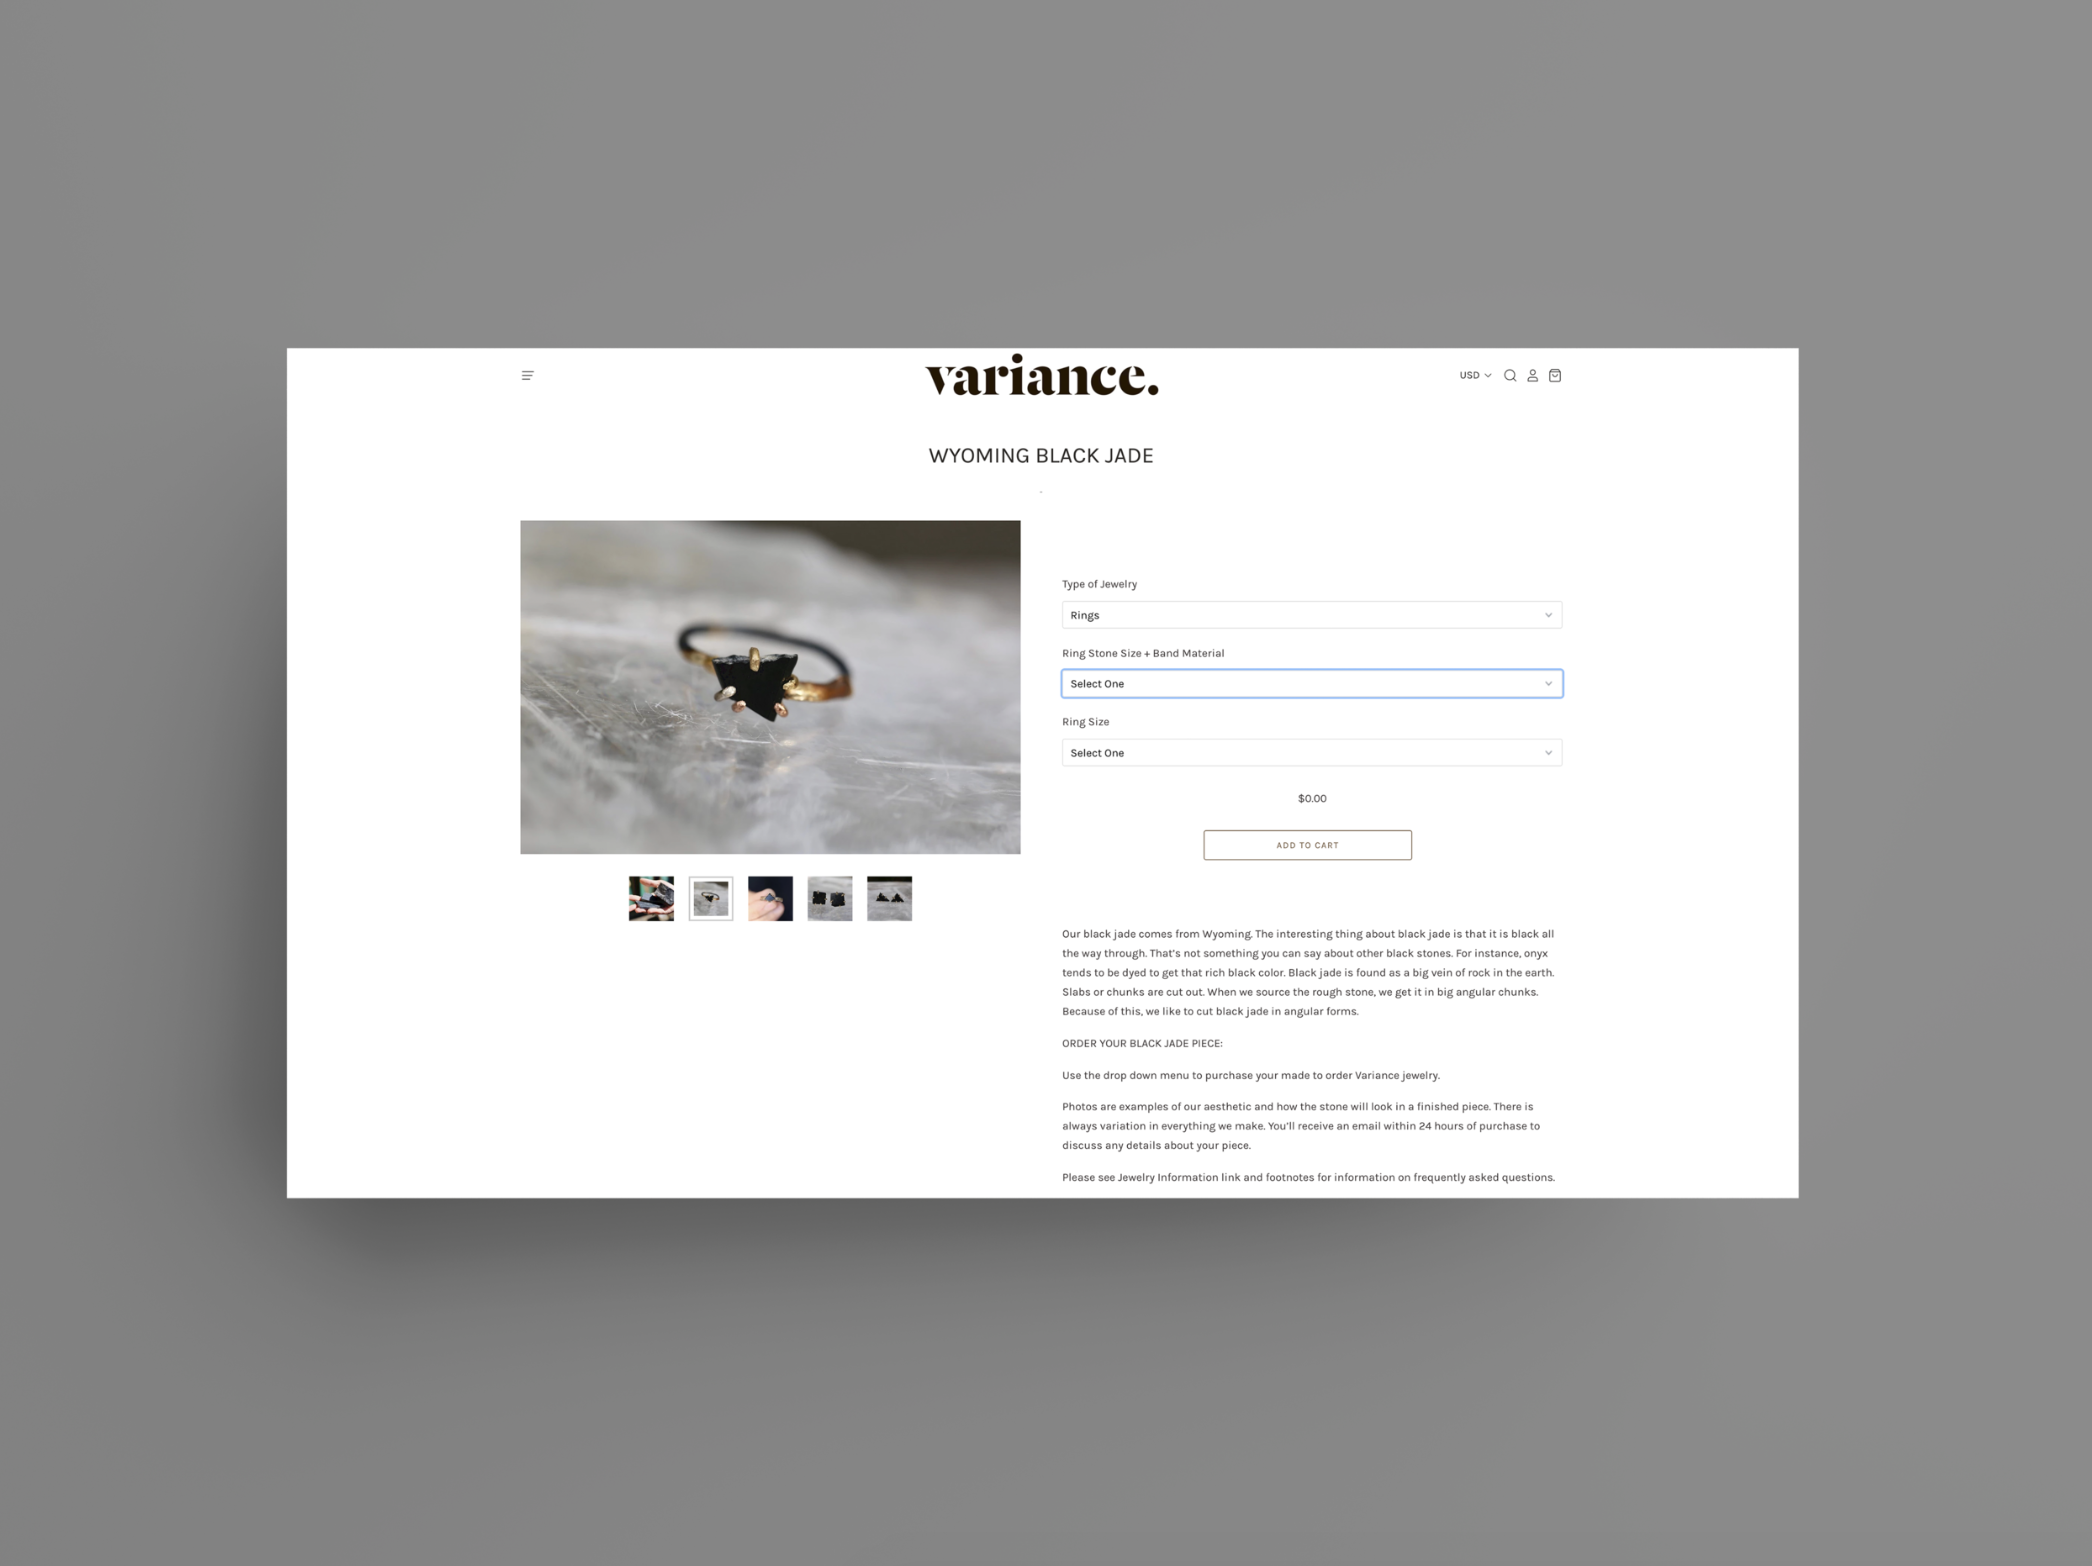 variance.
USD
WYOMING BLACK JADE
Type of Jewelry
Rings
Ring Stone Size + Band Material
Select One
Ring Size
Select One
$0.00
ADD TO CART
Our black jade comes from Wyoming. The interesting thing about black jade is that it is black all
the way through. That's not something you can say about other black stones. For instance, onyx
tends to be dyed to get that rich black color. Black jade is found as a big vein of rock in the earth.
Slabs or chunks are cut out. When we source the rough stone, we get it in big angular chunks.
Because of this, we like to cut black jade in angular forms.
ORDER YOUR BLACK JADE PIECE:
Use the drop down menu to purchase your made to order Variance jewelry.
Photos are examples of our aesthetic and how the stone will look in a finished piece. There is
always variation in everything we make. You'll receive an email within 24 hours of purchase to
discuss any details about your piece.
Please see Jewelry Information link and footnotes for information on frequently asked questions.